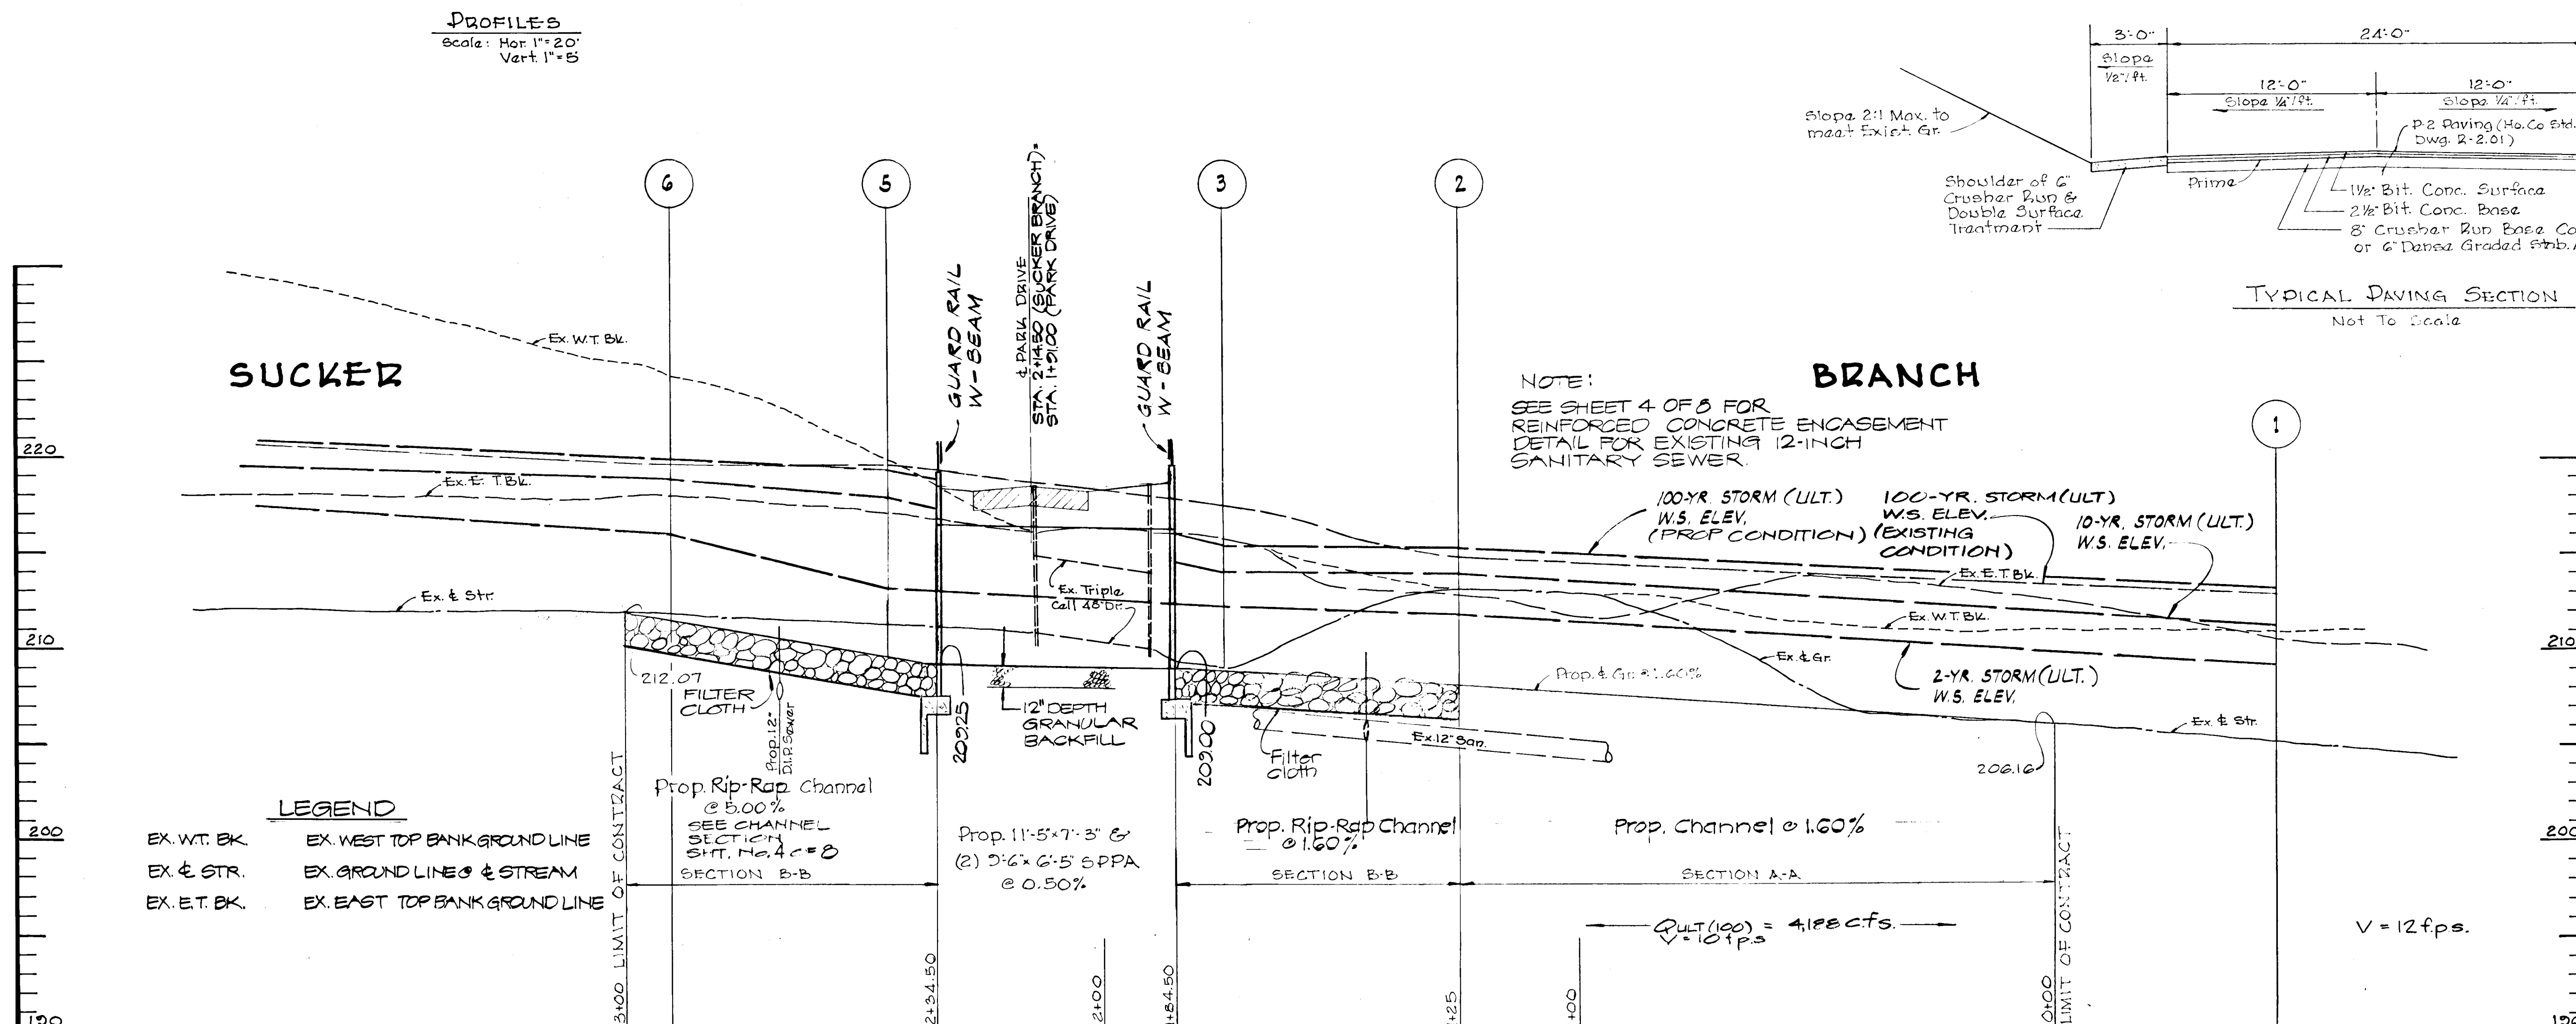 PROFILES
Scale: Hor. 1"=20'
Vert. 1"=5'
3'-0"
24'-0"
Slope
1/2"/ft.
12'-0"
12'-0"
Slope 1/4"/ft.
Slope 1/4"/ft.
Slope 2:1 Max. to
meet Exist. Gr.
P-2 Paving (Ho. Co Std.
Dwg. R-2.01)
Prime
Shoulder of 6"
Crusher Run &
Double Surface
Treatment
1 1/2" Bit. Conc. Surface
2 1/2" Bit. Conc. Base
8" Crusher Run Base Co
or 6" Dense Graded Stab.
TYPICAL PAVING SECTION
Not To Scale
6
5
3
2
1
℄ PARK DRIVE
STA. 2+14.50 (SUCKER BRANCH)=
STA. 1+91.00 (PARK DRIVE)
GUARD RAIL
W-BEAM
GUARD RAIL
W-BEAM
SUCKER
BRANCH
Ex. W.T. Bk.
NOTE:
SEE SHEET 4 OF 8 FOR
REINFORCED CONCRETE ENCASEMENT
DETAIL FOR EXISTING 12-INCH
SANITARY SEWER.
220
Ex. E. T. Bk.
100-YR. STORM (ULT.)
W.S. ELEV.
(PROP CONDITION)
100-YR. STORM (ULT)
W.S. ELEV.
(EXISTING
CONDITION)
10-YR. STORM (ULT.)
W.S. ELEV.
Ex. E.T. Bk.
Ex. Triple
Cell 48" Dr.
Ex. ℄ Str.
Ex. W.T. Bk.
210
210
Ex. ℄ Gr.
Prop. ℄ Gr. @ 1.60%
2-YR. STORM (ULT.)
W.S. ELEV.
212.07
FILTER
CLOTH
Prop. 12"
D.I.P. Sewer
209.25
12" DEPTH
GRANULAR
BACKFILL
209.00
Filter
Cloth
Ex. 12" San.
206.16
Ex. ℄ Str.
Prop. Rip-Rap Channel
@ 5.00%
SEE CHANNEL
SECTION
SHT. No. 4 OF 8
SECTION B-B
Prop. 11'-5"x7'-3" &
(2) 9'-6"x 6'-5" SPPA
@ 0.50%
Prop. Rip-Rap Channel
@ 1.60%
SECTION B-B
Prop. Channel @ 1.60%
SECTION A-A
200
200
LEGEND
EX. W.T. BK. EX. WEST TOP BANK GROUND LINE
EX. ℄ STR. EX. GROUND LINE @ ℄ STREAM
EX. E.T. BK. EX. EAST TOP BANK GROUND LINE
QULT(100) = 4,188 C.f.s.
V = 10 f.p.s
V = 12 f.p.s.
3+00 LIMIT OF CONTRACT
2+34.50
2+00
+84.50
+25
+00
0+00
LIMIT OF CONTRACT
190
190